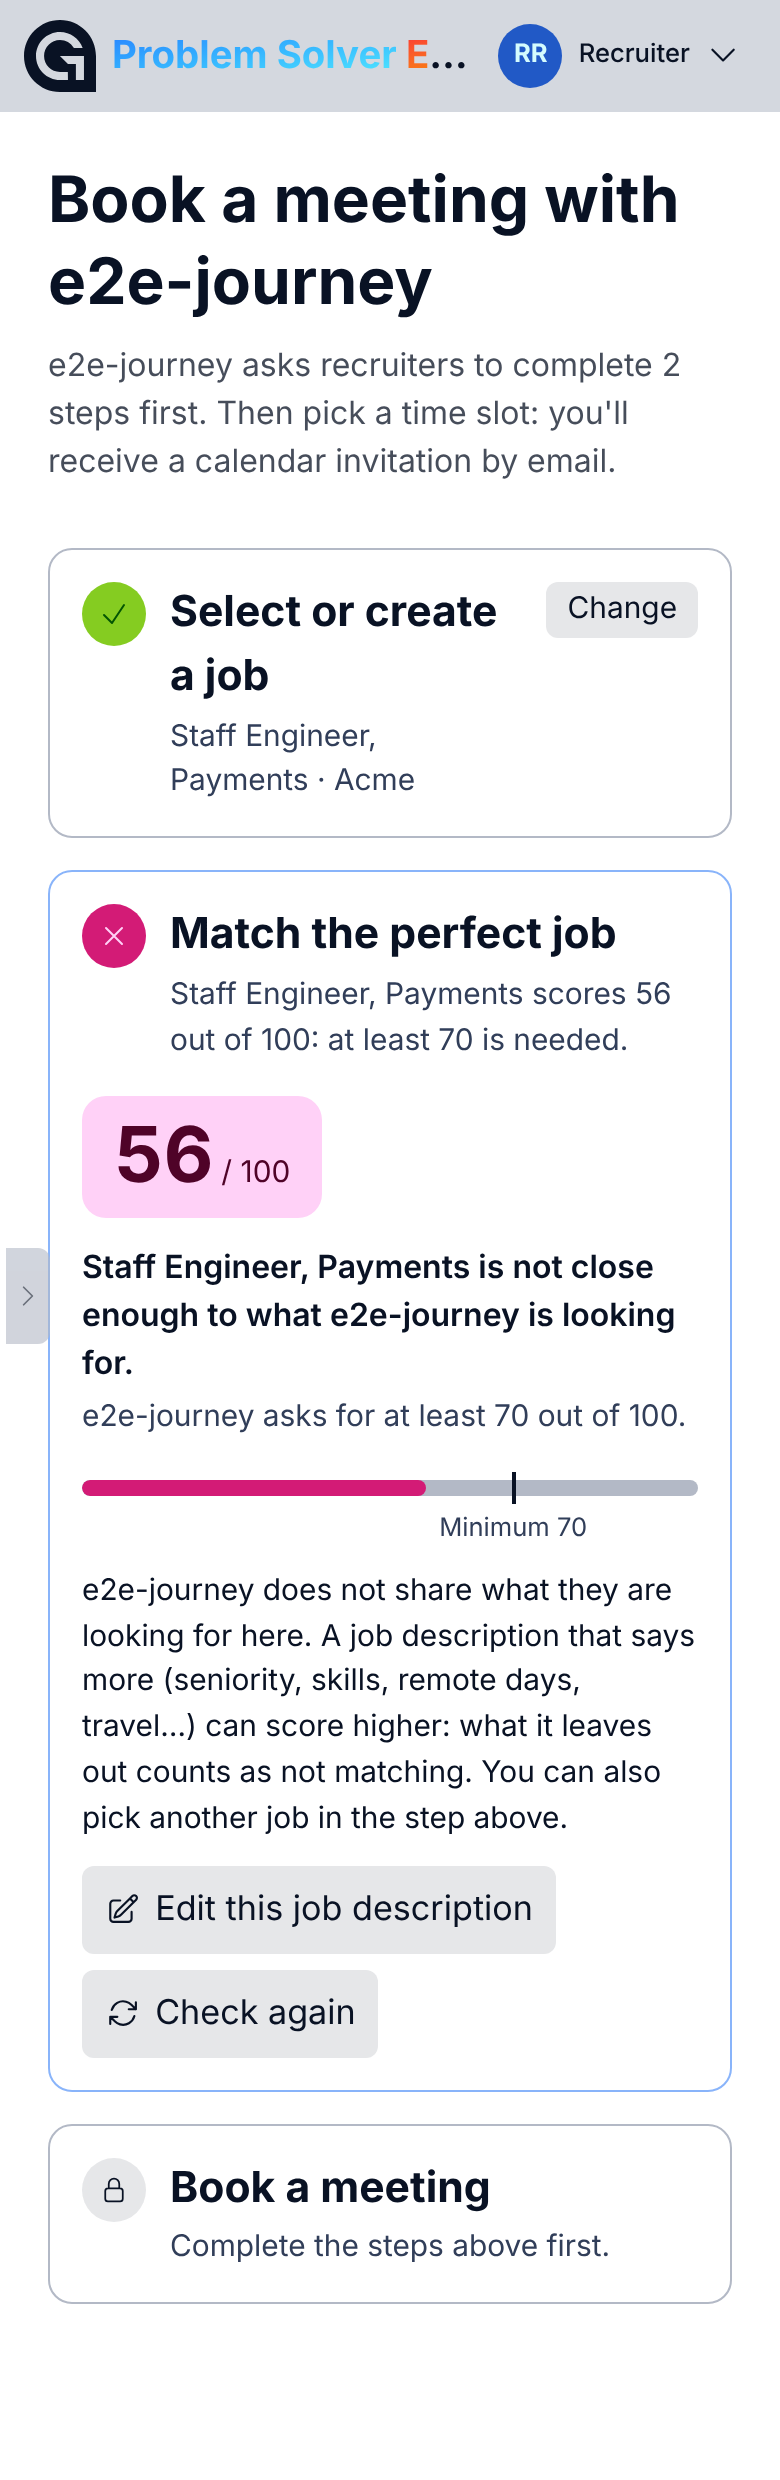 Problem Solver E...
RR
Recruiter
Book a meeting with
e2e-journey
e2e-journey asks recruiters to complete 2
steps first. Then pick a time slot: you'll
receive a calendar invitation by email.
Select or create
a job
Change
Staff Engineer,
Payments · Acme
Match the perfect job
Staff Engineer, Payments scores 56
out of 100: at least 70 is needed.
56 / 100
Staff Engineer, Payments is not close
enough to what e2e-journey is looking
for.
e2e-journey asks for at least 70 out of 100.
Minimum 70
e2e-journey does not share what they are
looking for here. A job description that says
more (seniority, skills, remote days,
travel...) can score higher: what it leaves
out counts as not matching. You can also
pick another job in the step above.
Edit this job description
Check again
Book a meeting
Complete the steps above first.